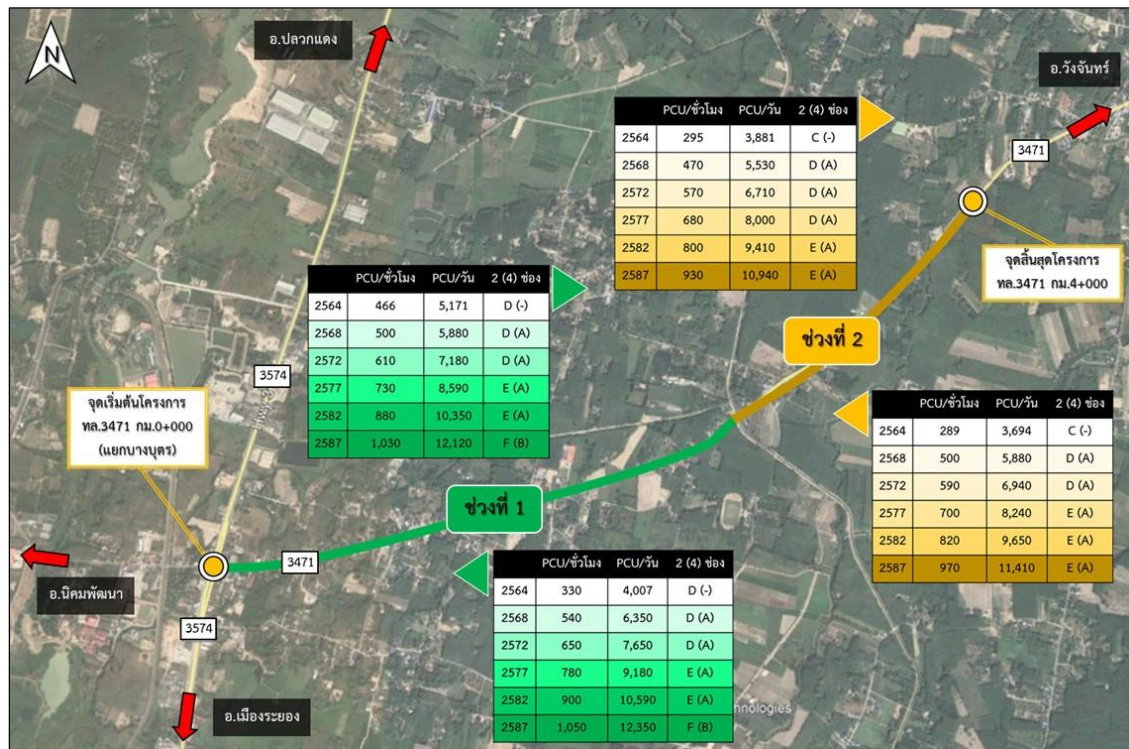 N
อ.ปลวกแดง
อ.วังจันทร์
3471
PCU/ชั่วโมง PCU/วัน 2 (4) ช่อง
2564 295 3,881 C (-)
2568 470 5,530 D (A)
2572 570 6,710 D (A)
2577 680 8,000 D (A)
2582 800 9,410 E (A)
2587 930 10,940 E (A)
จุดสิ้นสุดโครงการ
ทล.3471 กม.4+000
PCU/ชั่วโมง PCU/วัน 2 (4) ช่อง
2564 466 5,171 D (-)
2568 500 5,880 D (A)
2572 610 7,180 D (A)
2577 730 8,590 E (A)
2582 880 10,350 E (A)
2587 1,030 12,120 F (B)
ช่วงที่ 2
3574
จุดเริ่มต้นโครงการ
ทล.3471 กม.0+000
(แยกบางบุตร)
PCU/ชั่วโมง PCU/วัน 2 (4) ช่อง
2564 289 3,694 C (-)
2568 500 5,880 D (A)
2572 590 6,940 D (A)
2577 700 8,240 E (A)
2582 820 9,650 E (A)
2587 970 11,410 E (A)
ช่วงที่ 1
3471
อ.นิคมพัฒนา
3574
PCU/ชั่วโมง PCU/วัน 2 (4) ช่อง
2564 330 4,007 D (-)
2568 540 6,350 D (A)
2572 650 7,650 D (A)
2577 780 9,180 E (A)
2582 900 10,590 E (A)
2587 1,050 12,350 F (B)
อ.เมืองระยอง